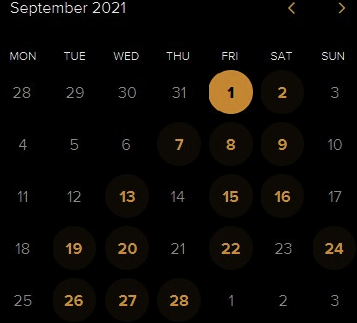 September 2021
MON TUE WED THU FRI SAT SUN
28 29 30 31 1 2 3
4 5 6 7 8 9 10
11 12 13 14 15 16 17
18 19 20 21 22 23 24
25 26 27 28 1 2 3